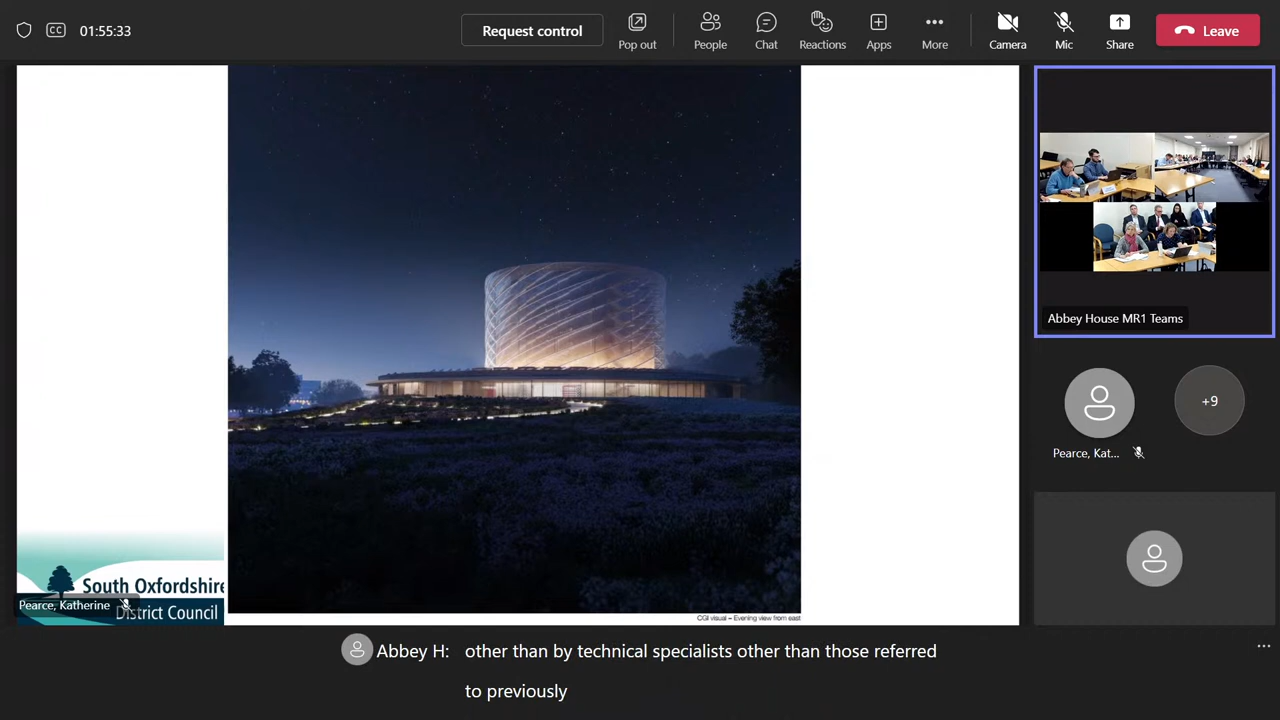 CC
01:55:33
Request control
Pop out
People
Chat
Reactions
Apps
More
Camera
Mic
Share
Leave
Abbey House MR1 Teams
Pearce, Kat...
+9
South Oxfordshire
District Council
Pearce, Katherine
CGI visual – Evening view from east
Abbey H: other than by technical specialists other than those referred
to previously